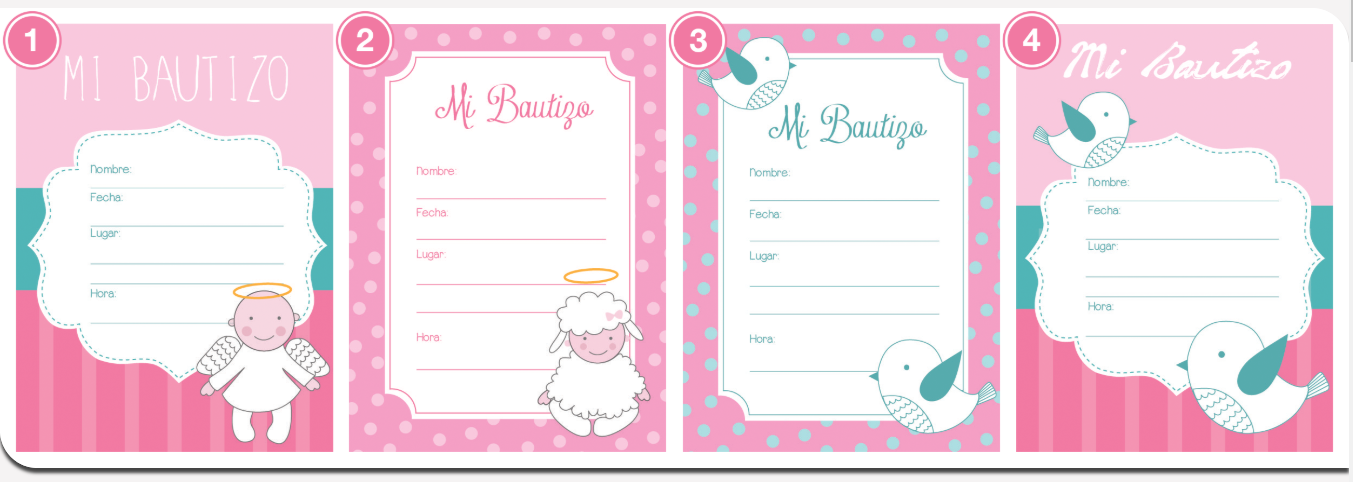 1
MI BAUTIZO
Nombre:
Fecha:
Lugar:
Hora:
2
Mi Bautizo
Nombre:
Fecha:
Lugar:
Hora:
3
Mi Bautizo
Nombre:
Fecha:
Lugar:
Hora:
4
Mi Bautizo
Nombre:
Fecha:
Lugar:
Hora: